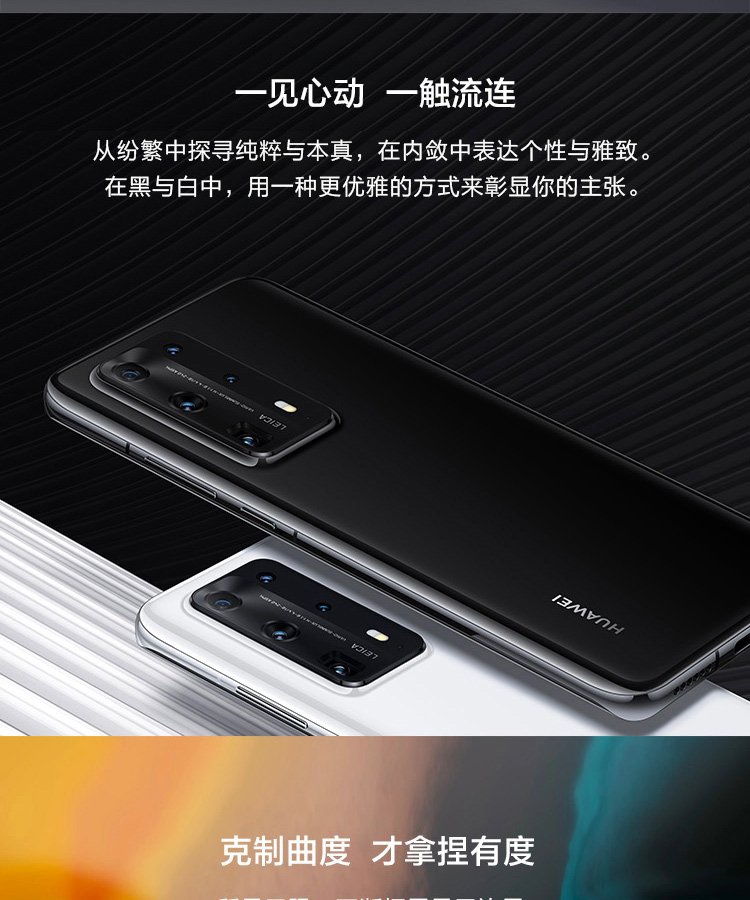 一见心动 一触流连
从纷繁中探寻纯粹与本真，在内敛中表达个性与雅致。
在黑与白中，用一种更优雅的方式来彰显你的主张。
LEICA
HUAWEI
LEICA
克制曲度 才拿捏有度